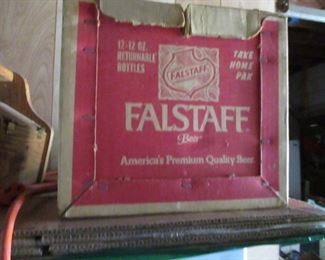 12-12 OZ.
RETURNABLE
BOTTLES
TAKE
HOME
PAK
FALSTAFF
FALSTAFF
Beer
America's Premium Quality Beer